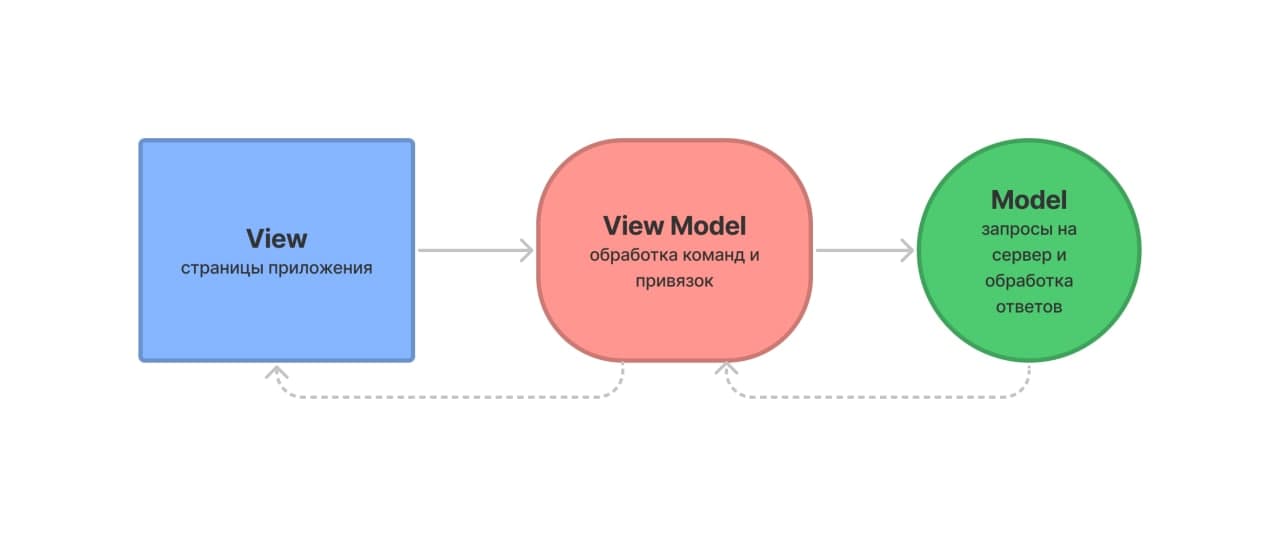 View
страницы приложения
View Model
обработка команд и
привязок
Model
запросы на
сервер и
обработка
ответов